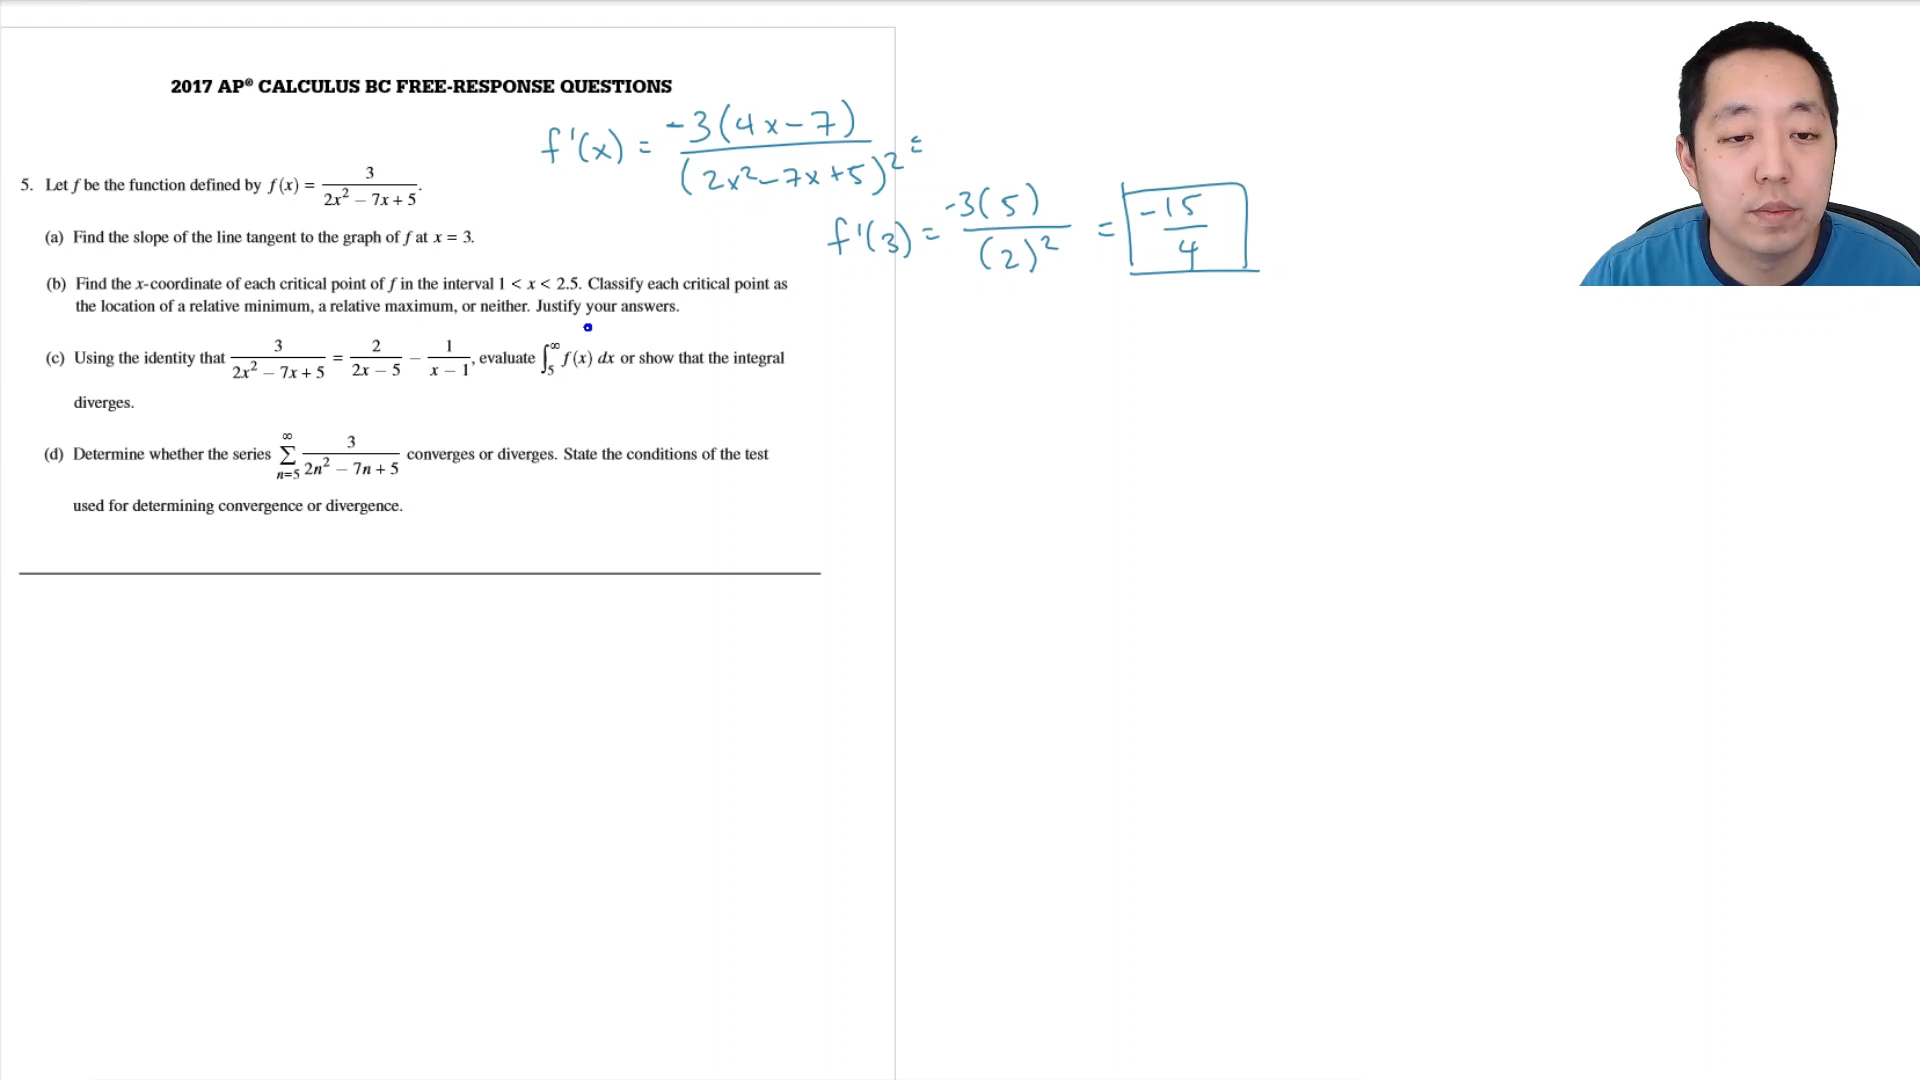 2017 AP® CALCULUS BC FREE-RESPONSE QUESTIONS
f'(x) = -3(4x-7) / (2x²-7x+5)² =
5. Let f be the function defined by f(x) = 3 / (2x² – 7x + 5).
f'(3) = -3(5) / (2)² = -15/4
(a) Find the slope of the line tangent to the graph of f at x = 3.
(b) Find the x-coordinate of each critical point of f in the interval 1 < x < 2.5. Classify each critical point as
the location of a relative minimum, a relative maximum, or neither. Justify your answers.
(c) Using the identity that 3 / (2x² – 7x + 5) = 2 / (2x – 5) – 1 / (x – 1), evaluate ∫₅^∞ f(x) dx or show that the integral
diverges.
(d) Determine whether the series ∑_{n=5}^∞ 3 / (2n² – 7n + 5) converges or diverges. State the conditions of the test
used for determining convergence or divergence.